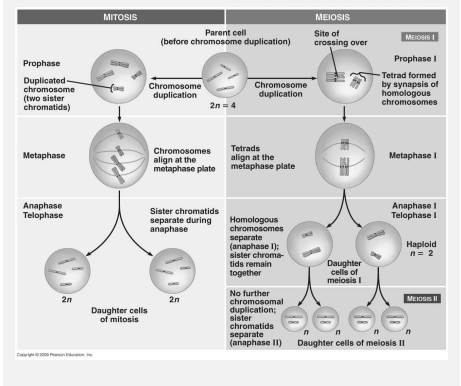 MITOSIS
MEIOSIS
Parent cell
(before chromosome duplication)
Site of
crossing over
MEIOSIS I
Prophase
Prophase I
Duplicated
chromosome
(two sister
chromatids)
Chromosome
duplication
2n = 4
Chromosome
duplication
Tetrad formed
by synapsis of
homologous
chromosomes
Metaphase
Chromosomes
align at the
metaphase plate
Tetrads
align at the
metaphase plate
Metaphase I
Anaphase
Telophase
Sister chromatids
separate during
anaphase
2n
2n
Daughter cells
of mitosis
Homologous
chromosomes
separate
(anaphase I);
sister chroma-
tids remain
together
Anaphase I
Telophase I
Haploid
n = 2
Daughter
cells of
meiosis I
No further
chromosomal
duplication;
sister
chromatids
separate
(anaphase II)
MEIOSIS II
n
n
n
n
Daughter cells of meiosis II
Copyright © 2009 Pearson Education, Inc.